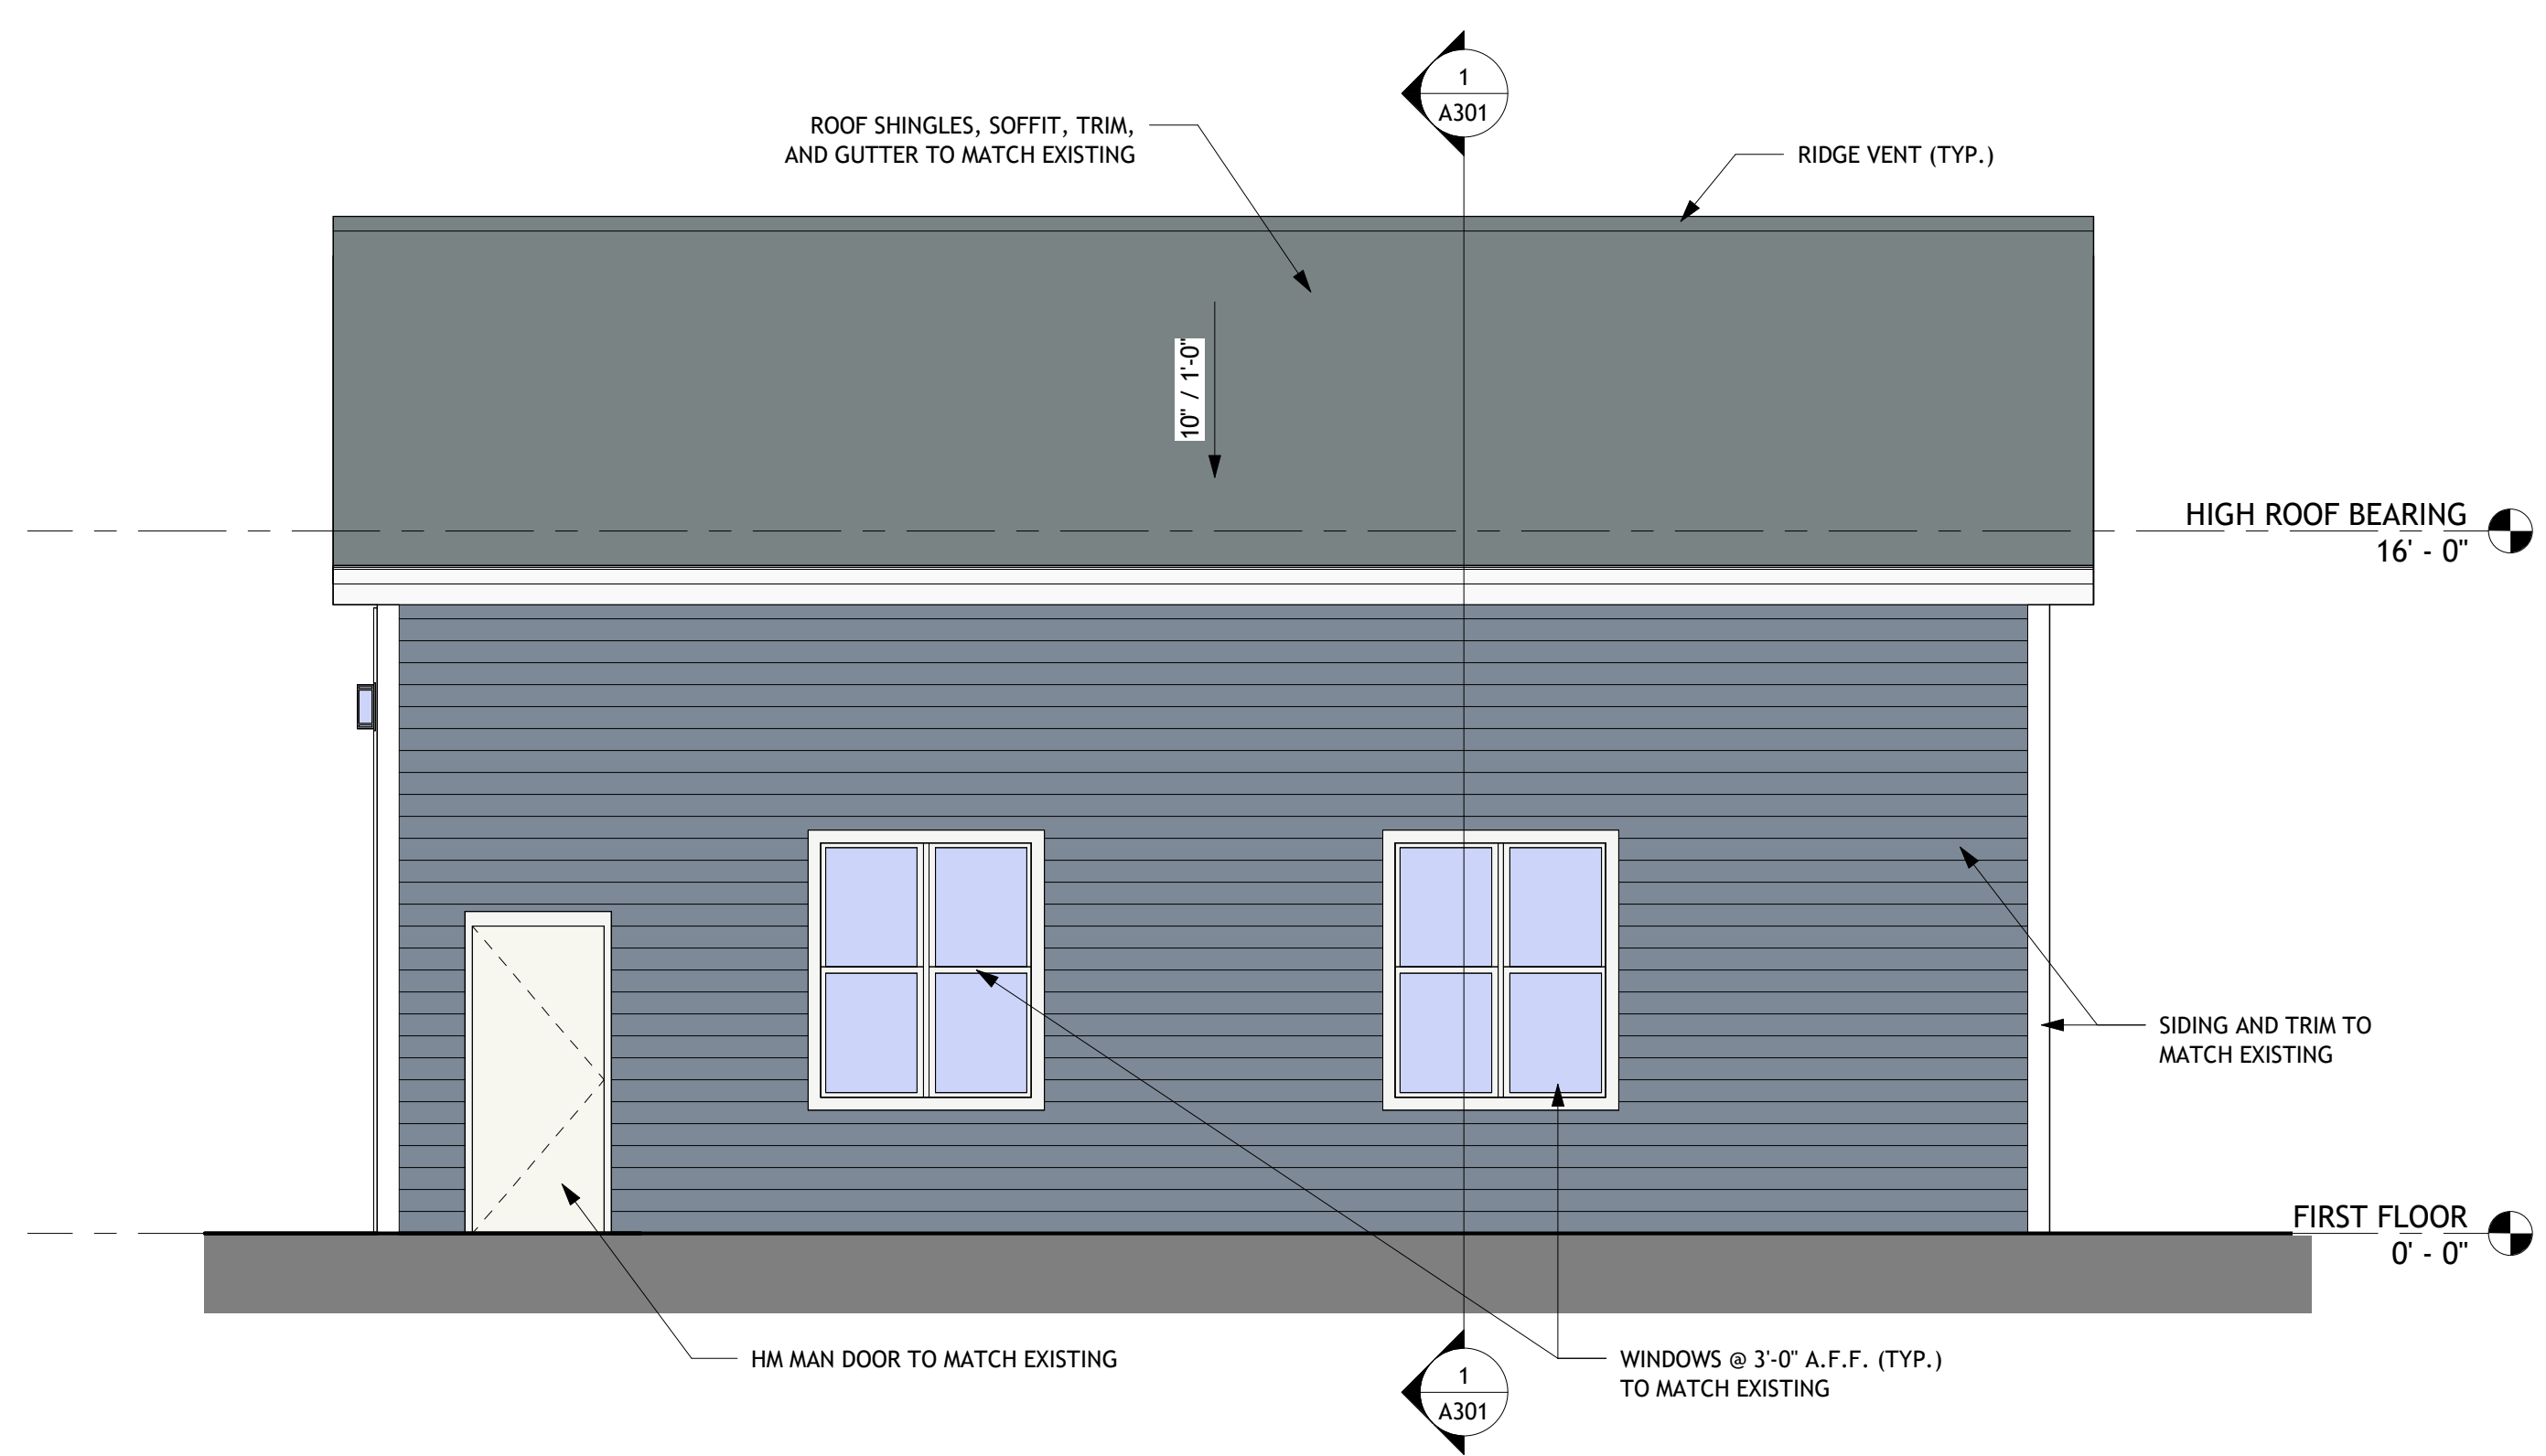 1
A301
ROOF SHINGLES, SOFFIT, TRIM,
AND GUTTER TO MATCH EXISTING
RIDGE VENT (TYP.)
10" / 1'-0"
HIGH ROOF BEARING
16' - 0"
SIDING AND TRIM TO
MATCH EXISTING
FIRST FLOOR
0' - 0"
HM MAN DOOR TO MATCH EXISTING
WINDOWS @ 3'-0" A.F.F. (TYP.)
TO MATCH EXISTING
1
A301